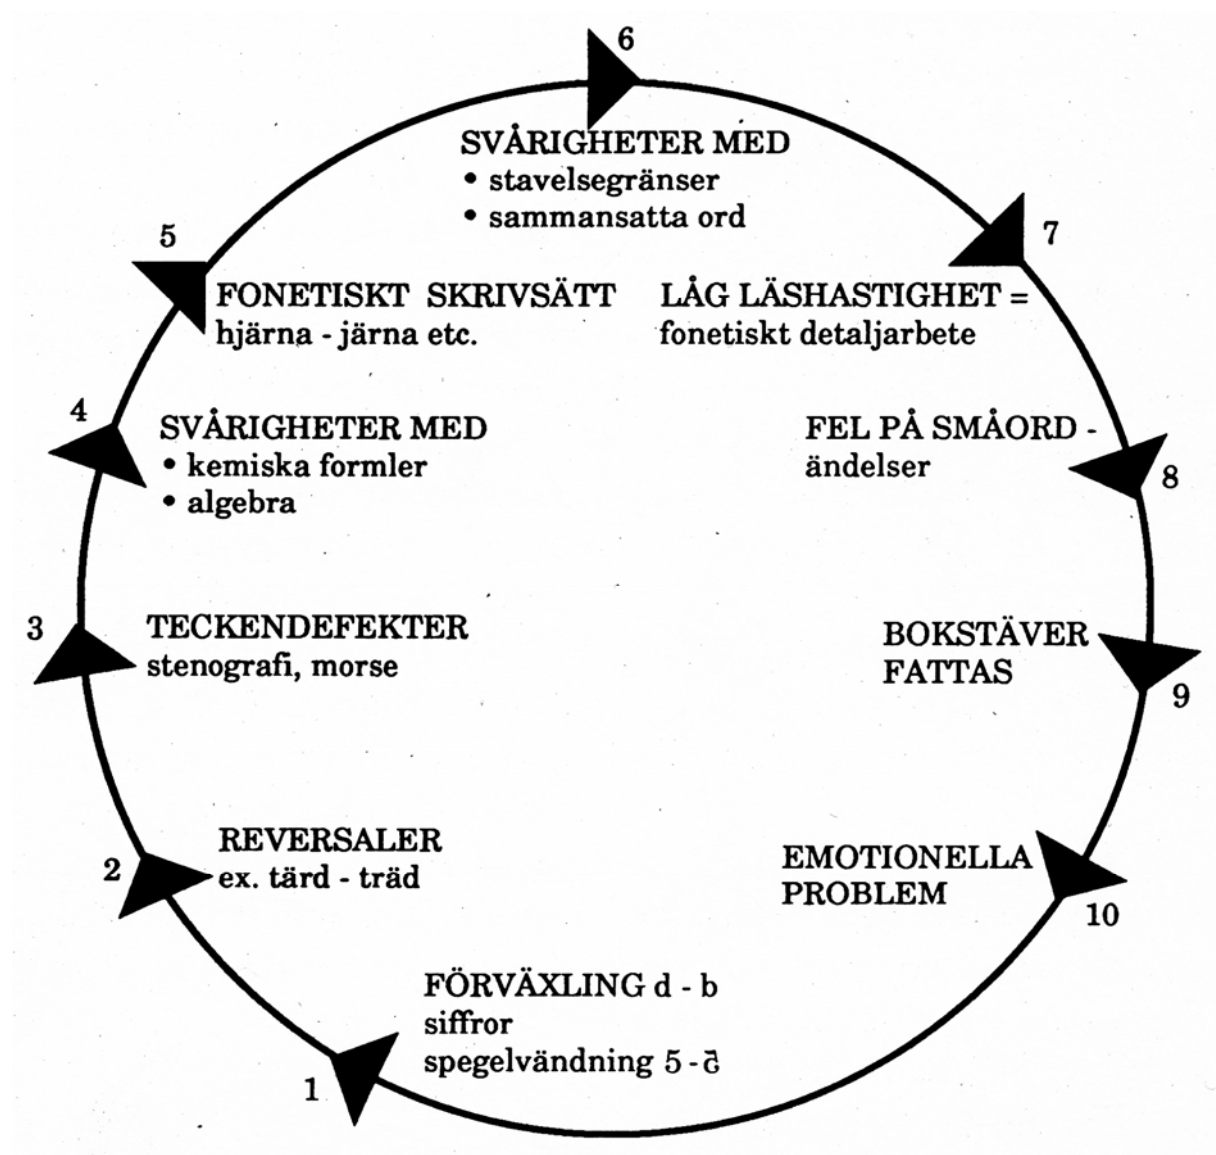 6
SVÅRIGHETER MED
• stavelsegränser
• sammansatta ord
5
FONETISKT SKRIVSÄTT
hjärna - järna etc.
7
LÅG LÄSHASTIGHET =
fonetiskt detaljarbete
4
SVÅRIGHETER MED
• kemiska formler
• algebra
FEL PÅ SMÅORD -
ändelser
8
3
TECKENDEFEKTER
stenografi, morse
BOKSTÄVER
FATTAS
9
2
REVERSALER
ex. tärd - träd
EMOTIONELLA
PROBLEM
10
FÖRVÄXLING d - b
siffror
spegelvändning 5 -
1